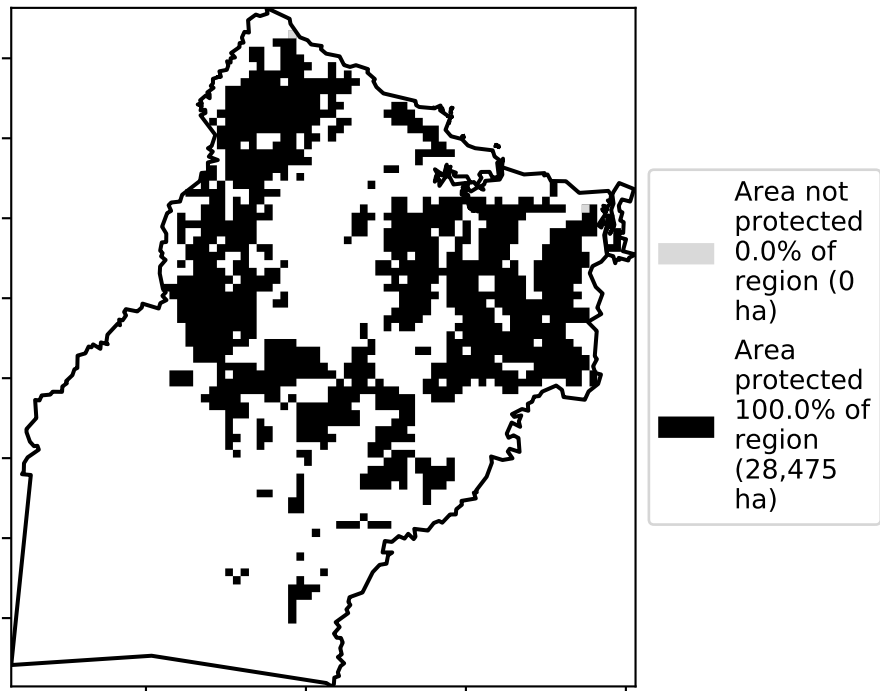 Area not
protected
0.0% of
region (0
ha)
Area
protected
100.0% of
region
(28,475
ha)